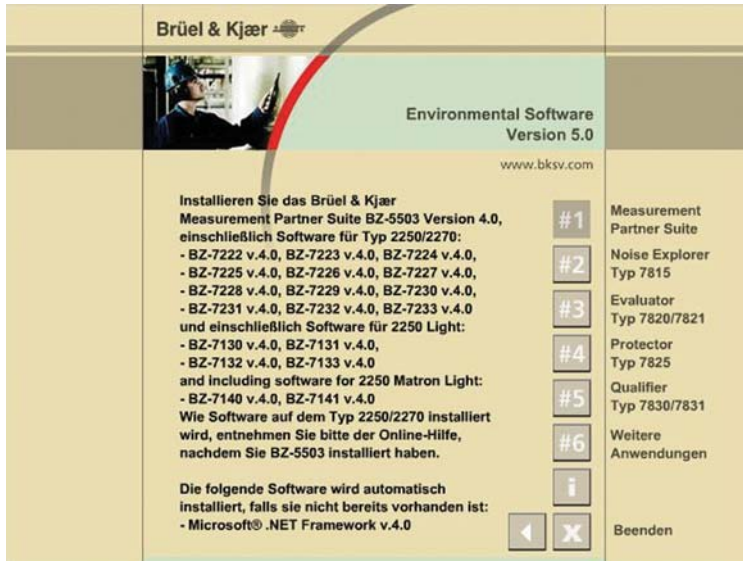 Brüel & Kjær
Environmental Software
Version 5.0
www.bksv.com
Installieren Sie das Brüel & Kjær
Measurement Partner Suite BZ-5503 Version 4.0,
einschließlich Software für Typ 2250/2270:
- BZ-7222 v.4.0, BZ-7223 v.4.0, BZ-7224 v.4.0,
- BZ-7225 v.4.0, BZ-7226 v.4.0, BZ-7227 v.4.0,
- BZ-7228 v.4.0, BZ-7229 v.4.0, BZ-7230 v.4.0,
- BZ-7231 v.4.0, BZ-7232 v.4.0, BZ-7233 v.4.0
und einschließlich Software für 2250 Light:
- BZ-7130 v.4.0, BZ-7131 v.4.0,
- BZ-7132 v.4.0, BZ-7133 v.4.0
and including software for 2250 Matron Light:
- BZ-7140 v.4.0, BZ-7141 v.4.0
Wie Software auf dem Typ 2250/2270 installiert
wird, entnehmen Sie bitte der Online-Hilfe,
nachdem Sie BZ-5503 installiert haben.
Die folgende Software wird automatisch
installiert, falls sie nicht bereits vorhanden ist:
- Microsoft® .NET Framework v.4.0
#1 Measurement
Partner Suite
#2 Noise Explorer
Typ 7815
#3 Evaluator
Typ 7820/7821
#4 Protector
Typ 7825
#5 Qualifier
Typ 7830/7831
#6 Weitere
Anwendungen
i
X Beenden